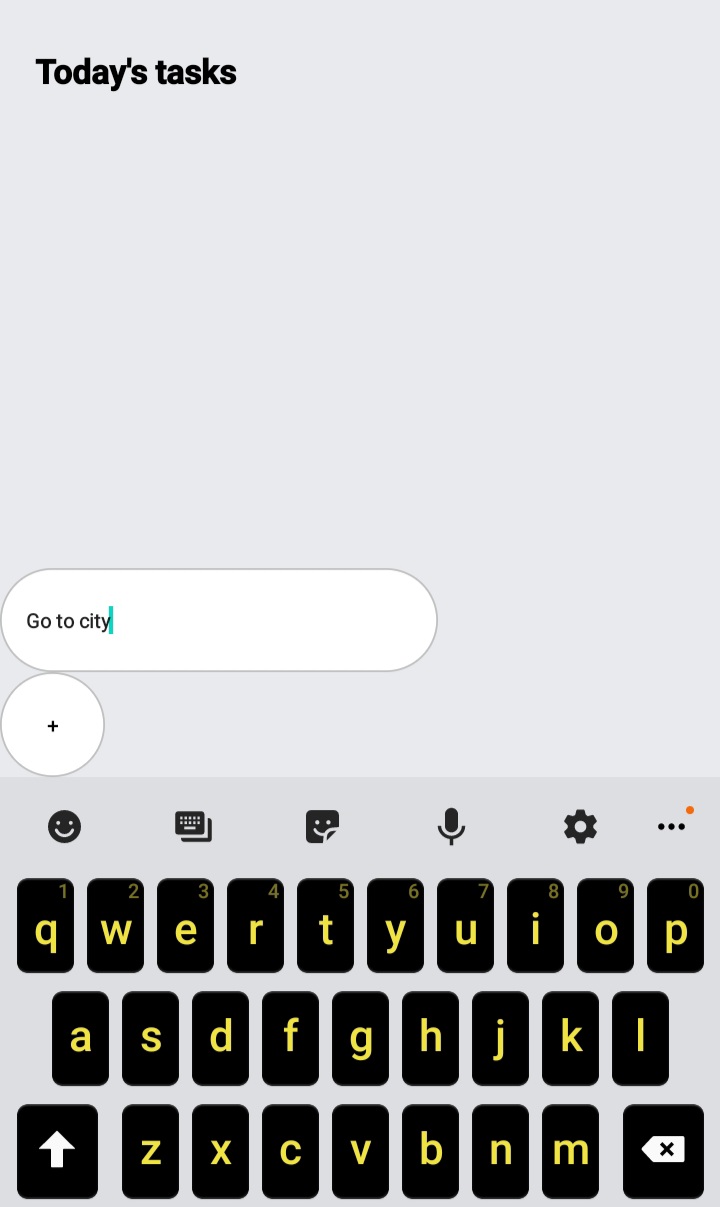 Today's tasks
Go to city
+
1 2 3 4 5 6 7 8 9 0
q w e r t y u i o p
a s d f g h j k l
z x c v b n m